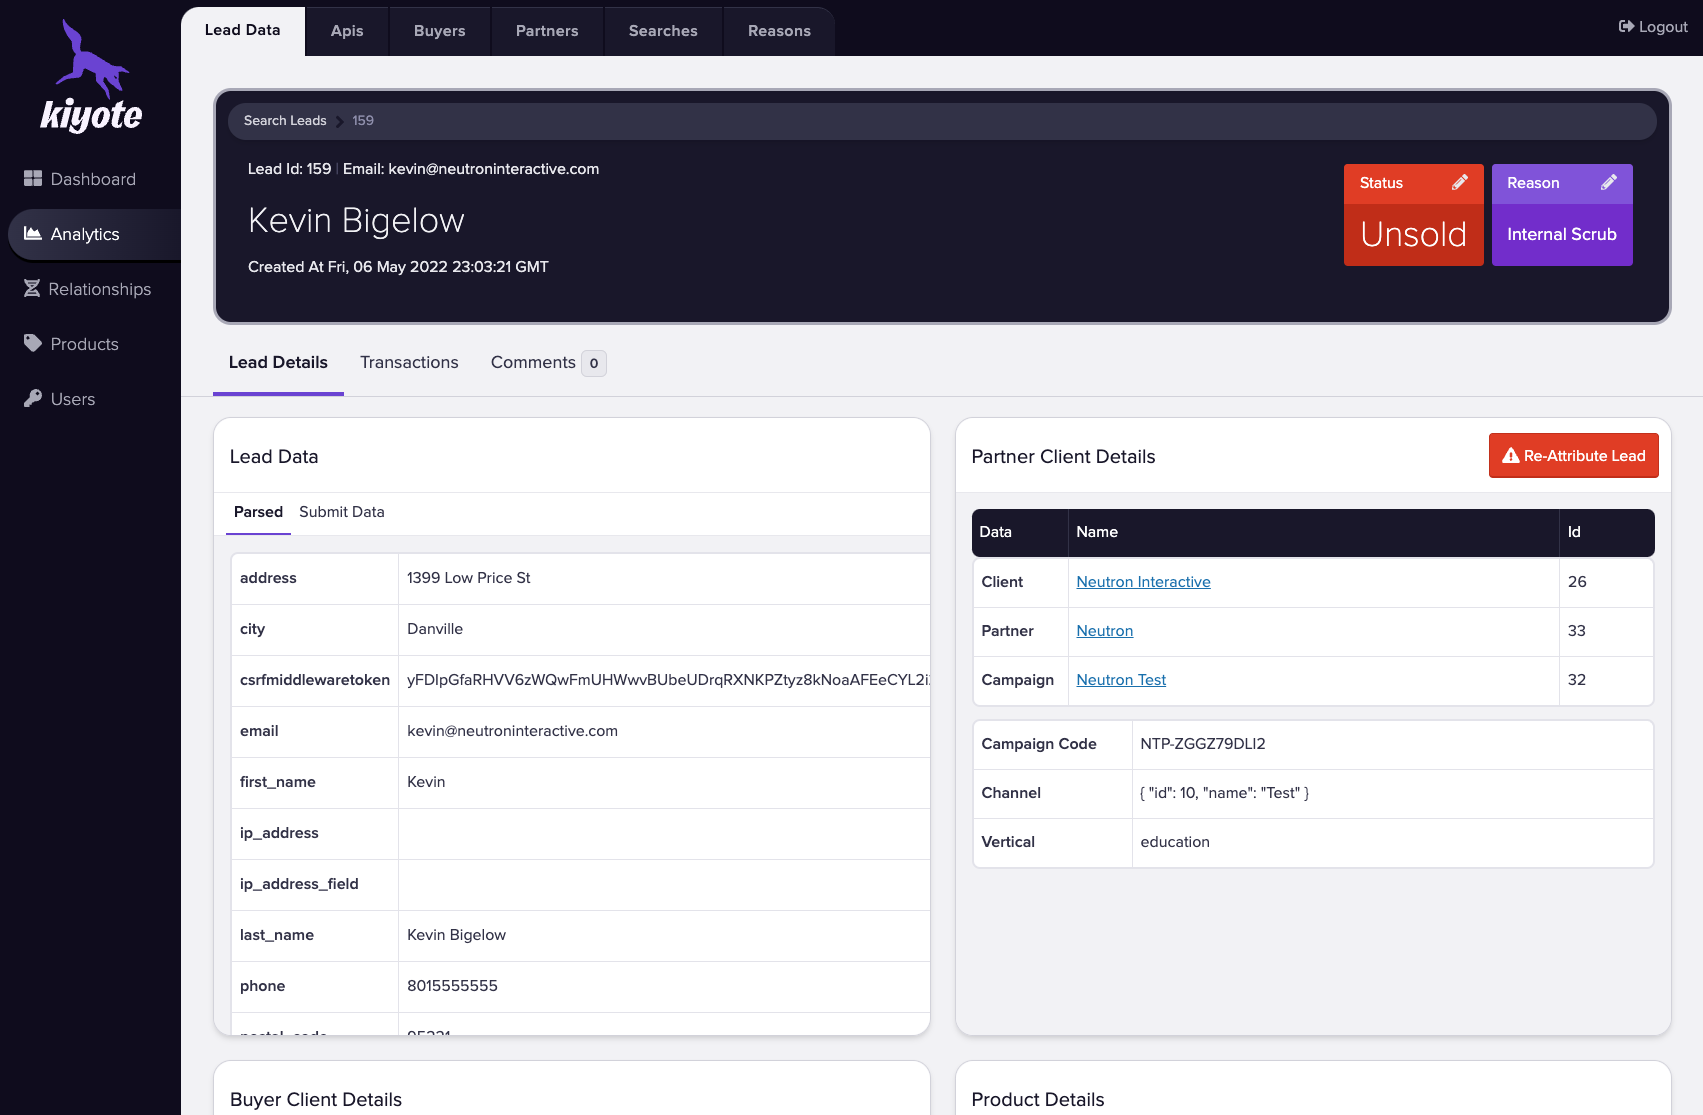 kiyote
Lead Data
Apis
Buyers
Partners
Searches
Reasons
Logout
Dashboard
Analytics
Relationships
Products
Users
Search Leads
159
Lead Id: 159 | Email: kevin@neutroninteractive.com
Kevin Bigelow
Created At Fri, 06 May 2022 23:03:21 GMT
Status
Unsold
Reason
Internal Scrub
Lead Details
Transactions
Comments 0
Lead Data
Parsed
Submit Data
address 1399 Low Price St
city Danville
csrfmiddlewaretoken
email kevin@neutroninteractive.com
first_name Kevin
ip_address
ip_address_field
last_name Kevin Bigelow
phone 8015555555
Partner Client Details
Re-Attribute Lead
Data Name Id
Client Neutron Interactive 26
Partner Neutron 33
Campaign Neutron Test 32
Campaign Code NTP-ZGGZ79DLI2
Channel { "id": 10, "name": "Test" }
Vertical education
Buyer Client Details
Product Details